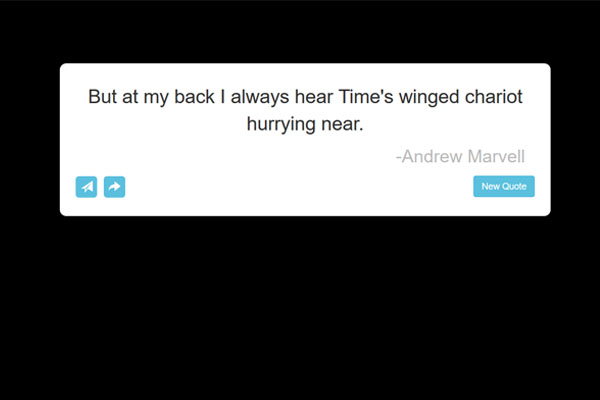 But at my back I always hear Time's winged chariot
hurrying near.
-Andrew Marvell
New Quote